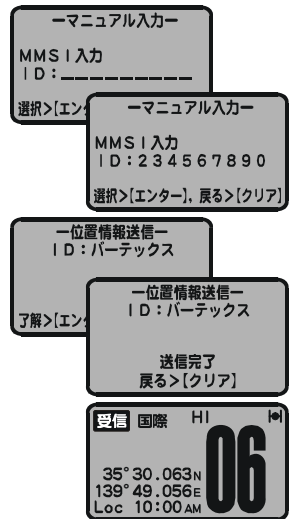 ーマニュアル入力ー
MMSI入力
ID:_________
選択>[エン
ーマニュアル入力ー
MMSI入力
ID:234567890
選択>[エンター], 戻る>[クリア]
ー位置情報送信ー
ID:バーテックス
了解>[エン
ー位置情報送信ー
ID:バーテックス
送信完了
戻る>[クリア]
受信 国際 HI
06
35°30.063N
139°49.056E
Loc 10:00AM